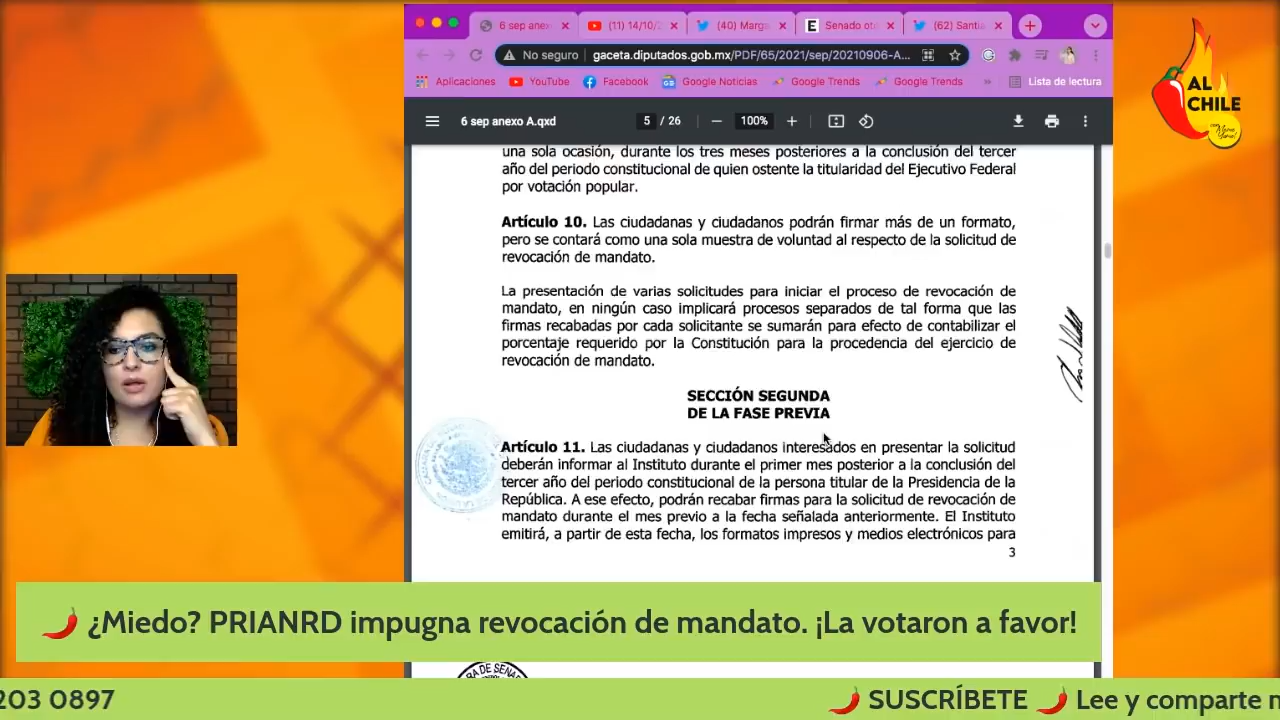 6 sep anex
(11) 14/10/2
(40) Marga
Senado oto
(62) Santia
No seguro
gaceta.diputados.gob.mx/PDF/65/2021/sep/20210906-A...
Aplicaciones
YouTube
Facebook
Google Noticias
Google Trends
Google Trends
»
Lista de lectura
6 sep anexo A.qxd
5 / 26
100%
una sola ocasión, durante los tres meses posteriores a la conclusión del tercer
año del periodo constitucional de quien ostente la titularidad del Ejecutivo Federal
por votación popular.
Artículo 10. Las ciudadanas y ciudadanos podrán firmar más de un formato,
pero se contará como una sola muestra de voluntad al respecto de la solicitud de
revocación de mandato.
La presentación de varias solicitudes para iniciar el proceso de revocación de
mandato, en ningún caso implicará procesos separados de tal forma que las
firmas recabadas por cada solicitante se sumarán para efecto de contabilizar el
porcentaje requerido por la Constitución para la procedencia del ejercicio de
revocación de mandato.
SECCIÓN SEGUNDA
DE LA FASE PREVIA
Artículo 11. Las ciudadanas y ciudadanos interesados en presentar la solicitud
deberán informar al Instituto durante el primer mes posterior a la conclusión del
tercer año del periodo constitucional de la persona titular de la Presidencia de la
República. A ese efecto, podrán recabar firmas para la solicitud de revocación de
mandato durante el mes previo a la fecha señalada anteriormente. El Instituto
emitirá, a partir de esta fecha, los formatos impresos y medios electrónicos para
3
AL
CHILE
¿Miedo? PRIANRD impugna revocación de mandato. ¡La votaron a favor!
203 0897
SUSCRÍBETE
Lee y comparte n